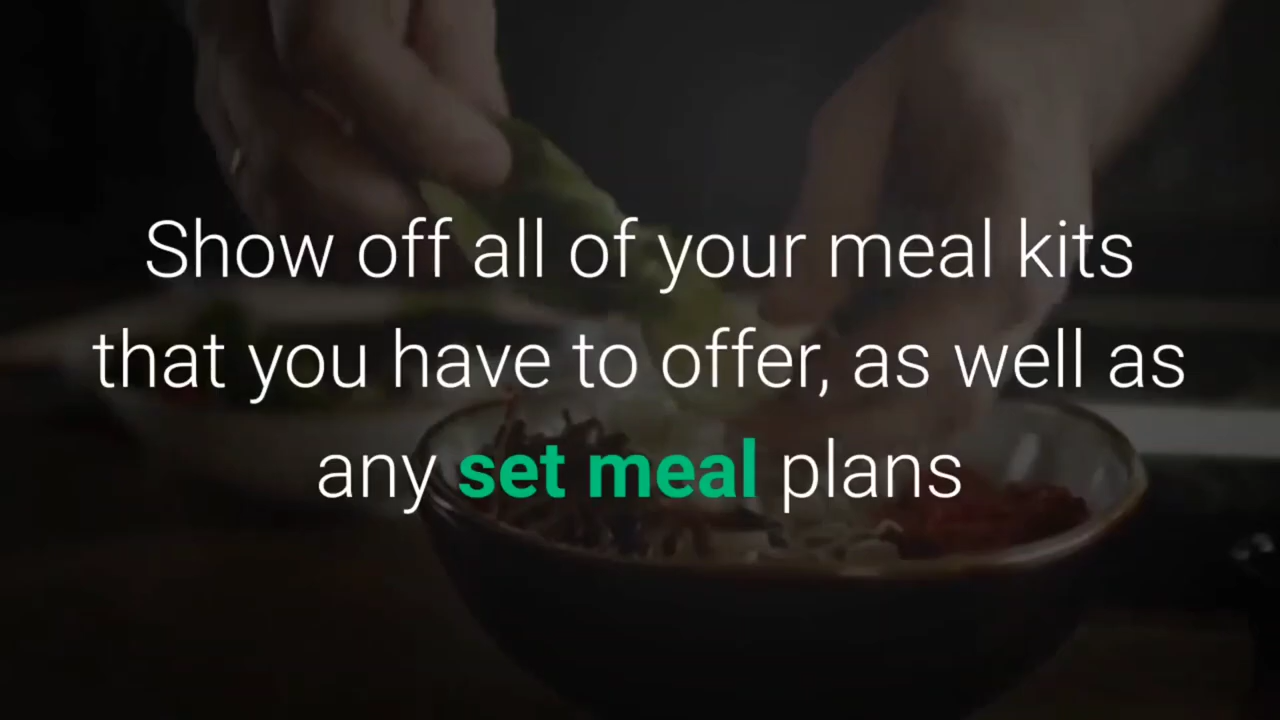 Show off all of your meal kits
that you have to offer, as well as
any set meal plans